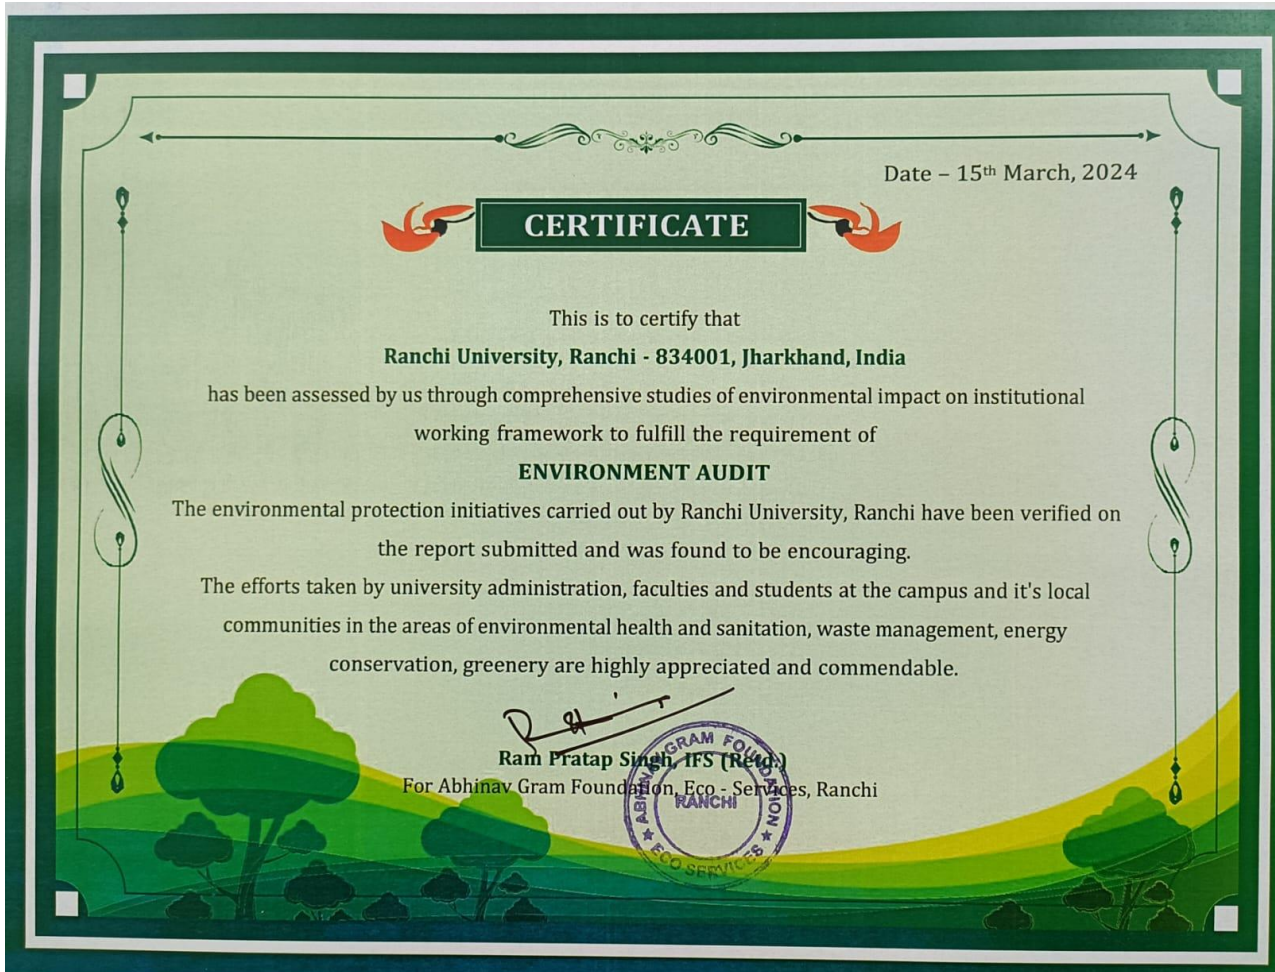 Date – 15th March, 2024
CERTIFICATE
This is to certify that
Ranchi University, Ranchi - 834001, Jharkhand, India
has been assessed by us through comprehensive studies of environmental impact on institutional
working framework to fulfill the requirement of
ENVIRONMENT AUDIT
The environmental protection initiatives carried out by Ranchi University, Ranchi have been verified on
the report submitted and was found to be encouraging.
The efforts taken by university administration, faculties and students at the campus and it's local
communities in the areas of environmental health and sanitation, waste management, energy
conservation, greenery are highly appreciated and commendable.
Ram Pratap Singh, IFS (Retd.)
For Abhinav Gram Foundation, Eco - Services, Ranchi
ABHINAV GRAM FOUNDATION
RANCHI
★ ECO SERVICES ★